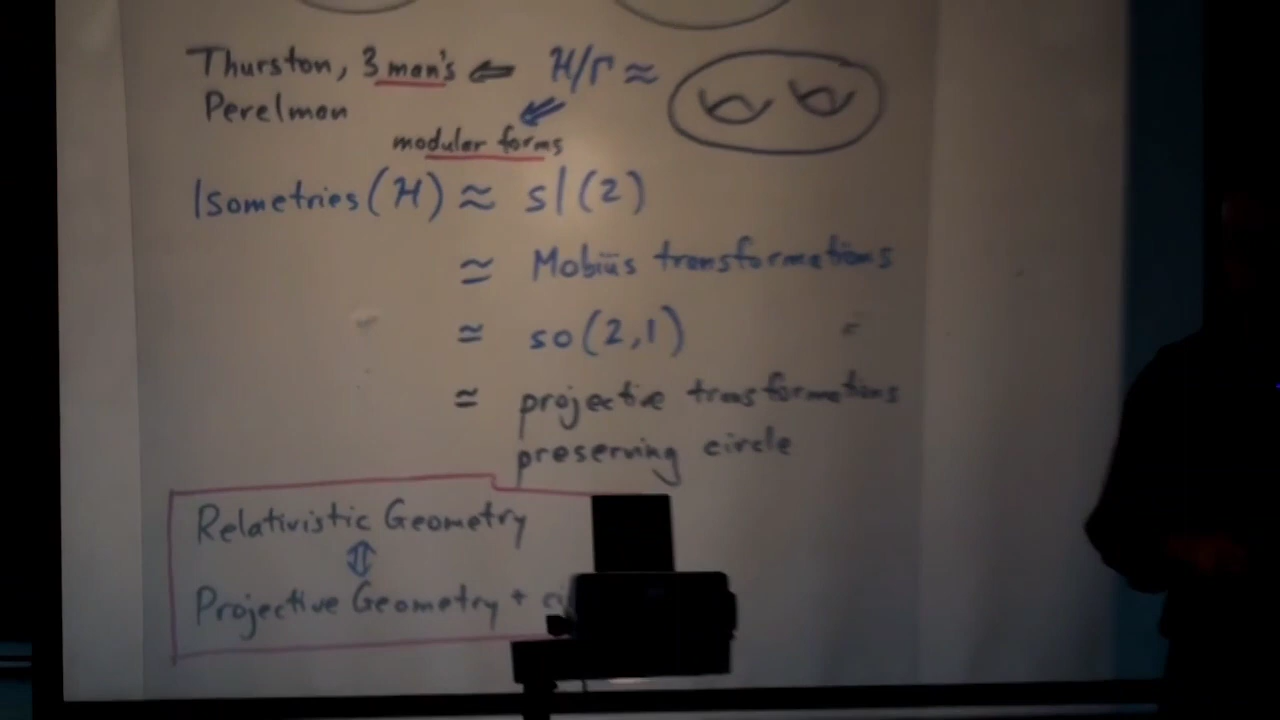 Thurston, 3 man's ⇐ H/Γ ≈
Perelman
modular forms
Isometries(H) ≈ sl(2)
≃ Mobiüs transformations
≃ so(2,1)
≃ projective transformations
preserving circle
Relativistic Geometry
⇕
Projective Geometry +